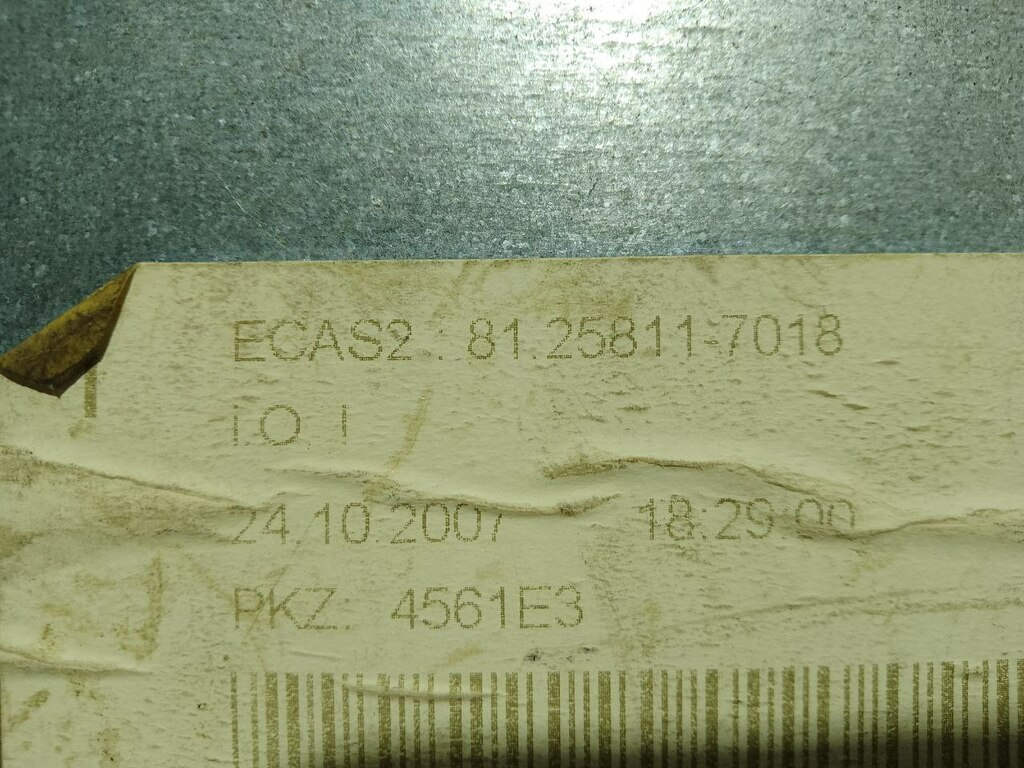 ECAS2 : 81.25811-7018
i.O. !
24.10.2007 18:29:00
PKZ: 4561E3